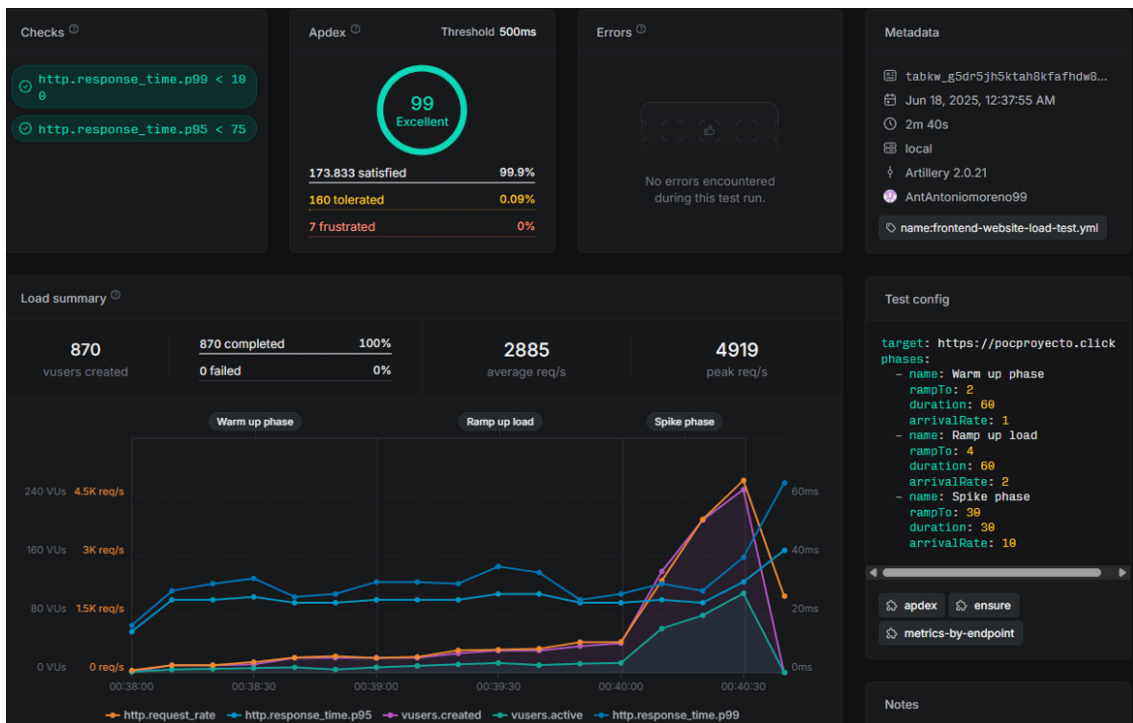 Checks
http.response_time.p99 < 10
0
http.response_time.p95 < 75
Apdex
Threshold 500ms
99
Excellent
173.833 satisfied 99.9%
160 tolerated 0.09%
7 frustrated 0%
Errors
No errors encountered
during this test run.
Metadata
tabkw_g5dr5jh5ktah8kfafhdw8...
Jun 18, 2025, 12:37:55 AM
2m 40s
local
Artillery 2.0.21
AntAntoniomoreno99
name:frontend-website-load-test.yml
Load summary
870
vusers created
870 completed 100%
0 failed 0%
2885
average req/s
4919
peak req/s
Warm up phase
Ramp up load
Spike phase
240 VUs 4.5K req/s 60ms
160 VUs 3K req/s 40ms
80 VUs 1.5K req/s 20ms
0 VUs 0 req/s 0ms
00:38:00 00:38:30 00:39:00 00:39:30 00:40:00 00:40:30
http.request_rate http.response_time.p95 vusers.created vusers.active http.response_time.p99
Test config
target: https://pocproyecto.click
phases:
- name: Warm up phase
rampTo: 2
duration: 60
arrivalRate: 1
- name: Ramp up load
rampTo: 4
duration: 60
arrivalRate: 2
- name: Spike phase
rampTo: 30
duration: 30
arrivalRate: 10
apdex
ensure
metrics-by-endpoint
Notes